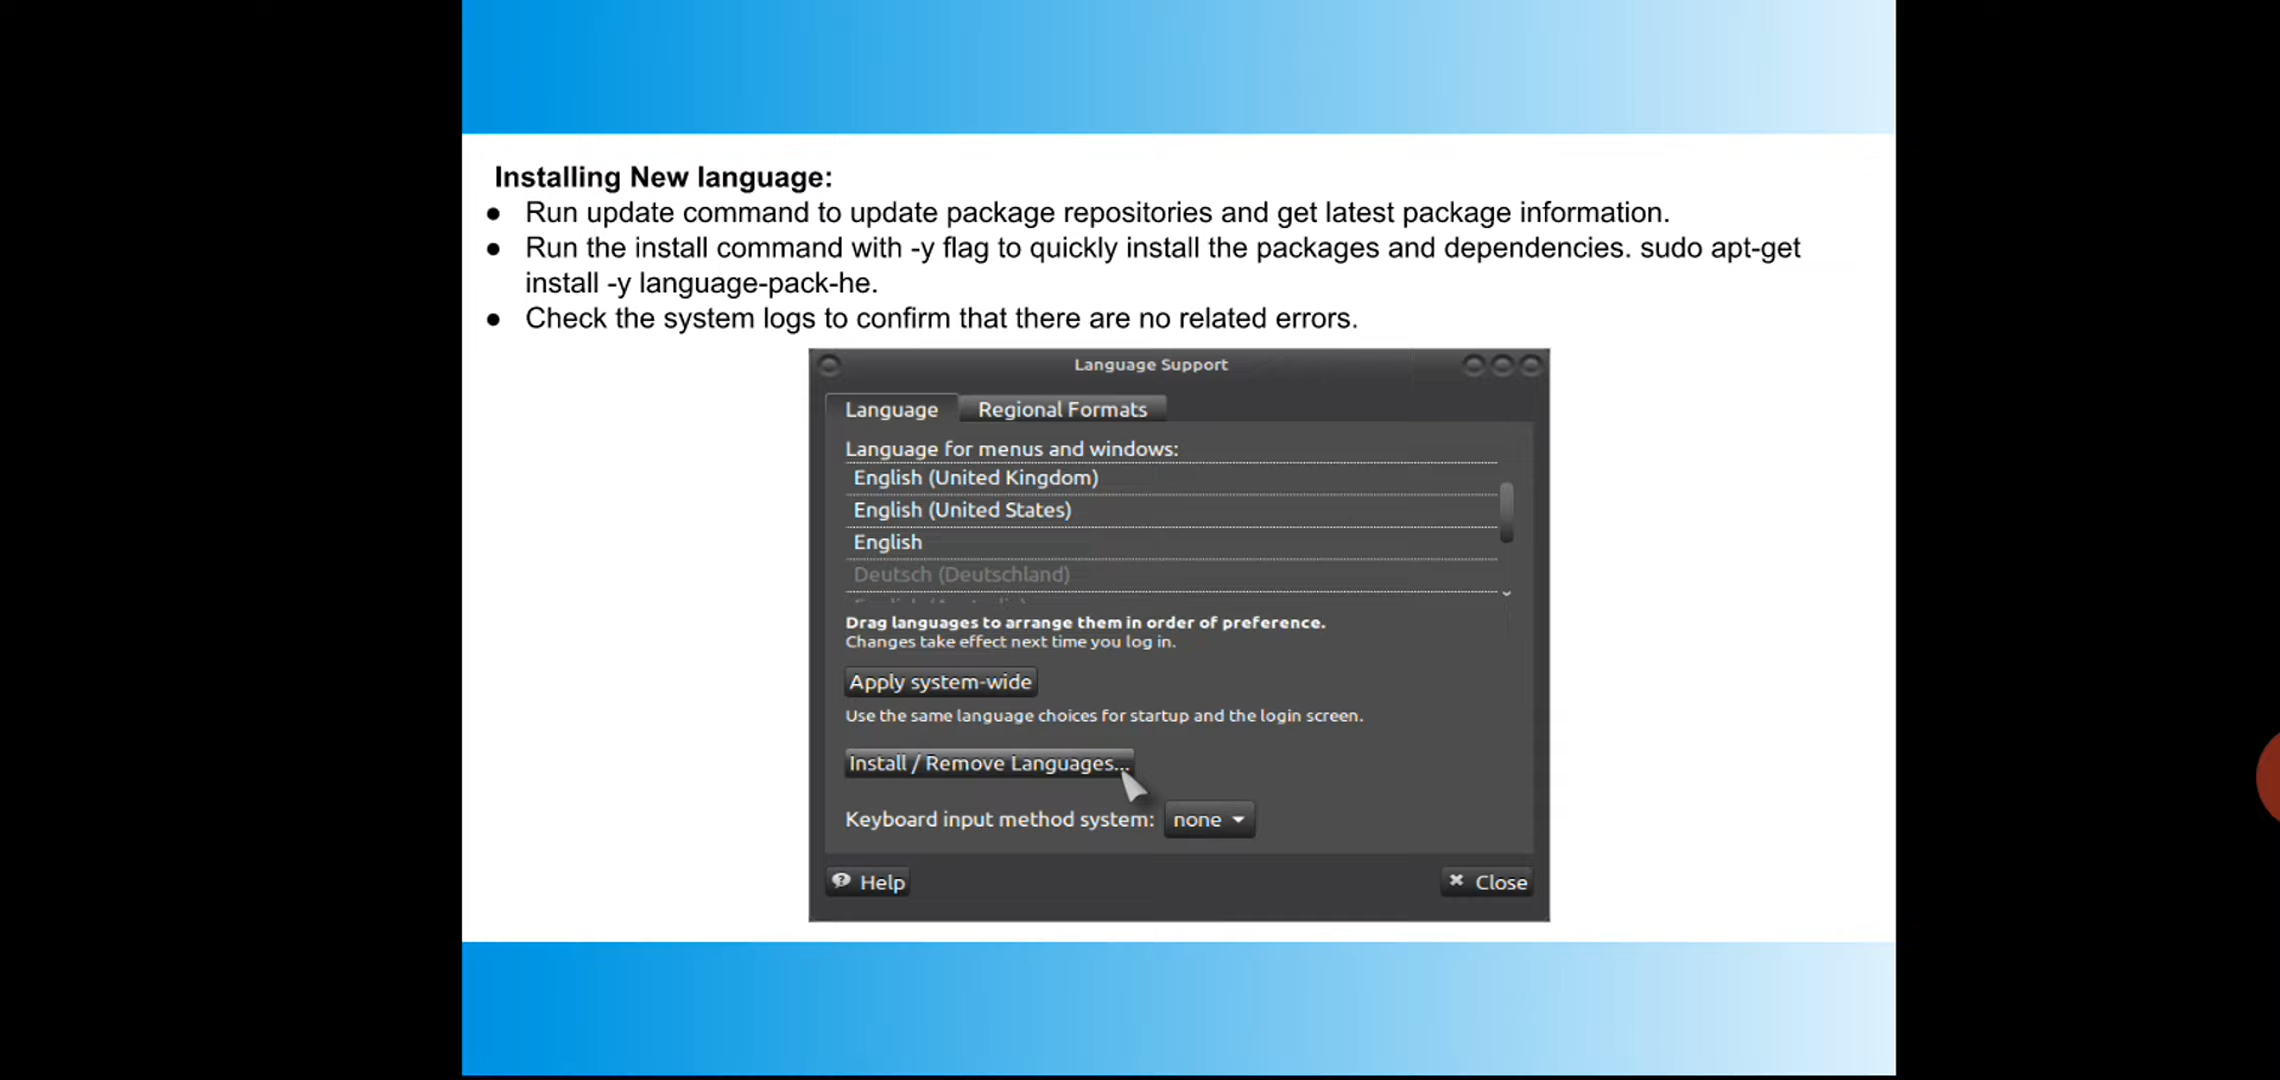 Installing New language:
● Run update command to update package repositories and get latest package information.
● Run the install command with -y flag to quickly install the packages and dependencies. sudo apt-get
install -y language-pack-he.
● Check the system logs to confirm that there are no related errors.
Language Support
Language Regional Formats
Language for menus and windows:
English (United Kingdom)
English (United States)
English
Deutsch (Deutschland)
Drag languages to arrange them in order of preference.
Changes take effect next time you log in.
Apply system-wide
Use the same language choices for startup and the login screen.
Install / Remove Languages...
Keyboard input method system: none
Help Close